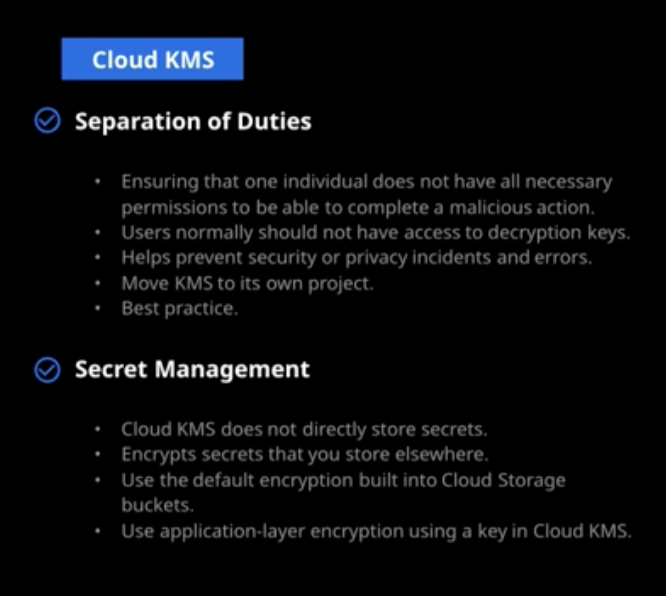 Cloud KMS
Separation of Duties
• Ensuring that one individual does not have all necessary
permissions to be able to complete a malicious action.
• Users normally should not have access to decryption keys.
• Helps prevent security or privacy incidents and errors.
• Move KMS to its own project.
• Best practice.
Secret Management
• Cloud KMS does not directly store secrets.
• Encrypts secrets that you store elsewhere.
• Use the default encryption built into Cloud Storage
buckets.
• Use application-layer encryption using a key in Cloud KMS.